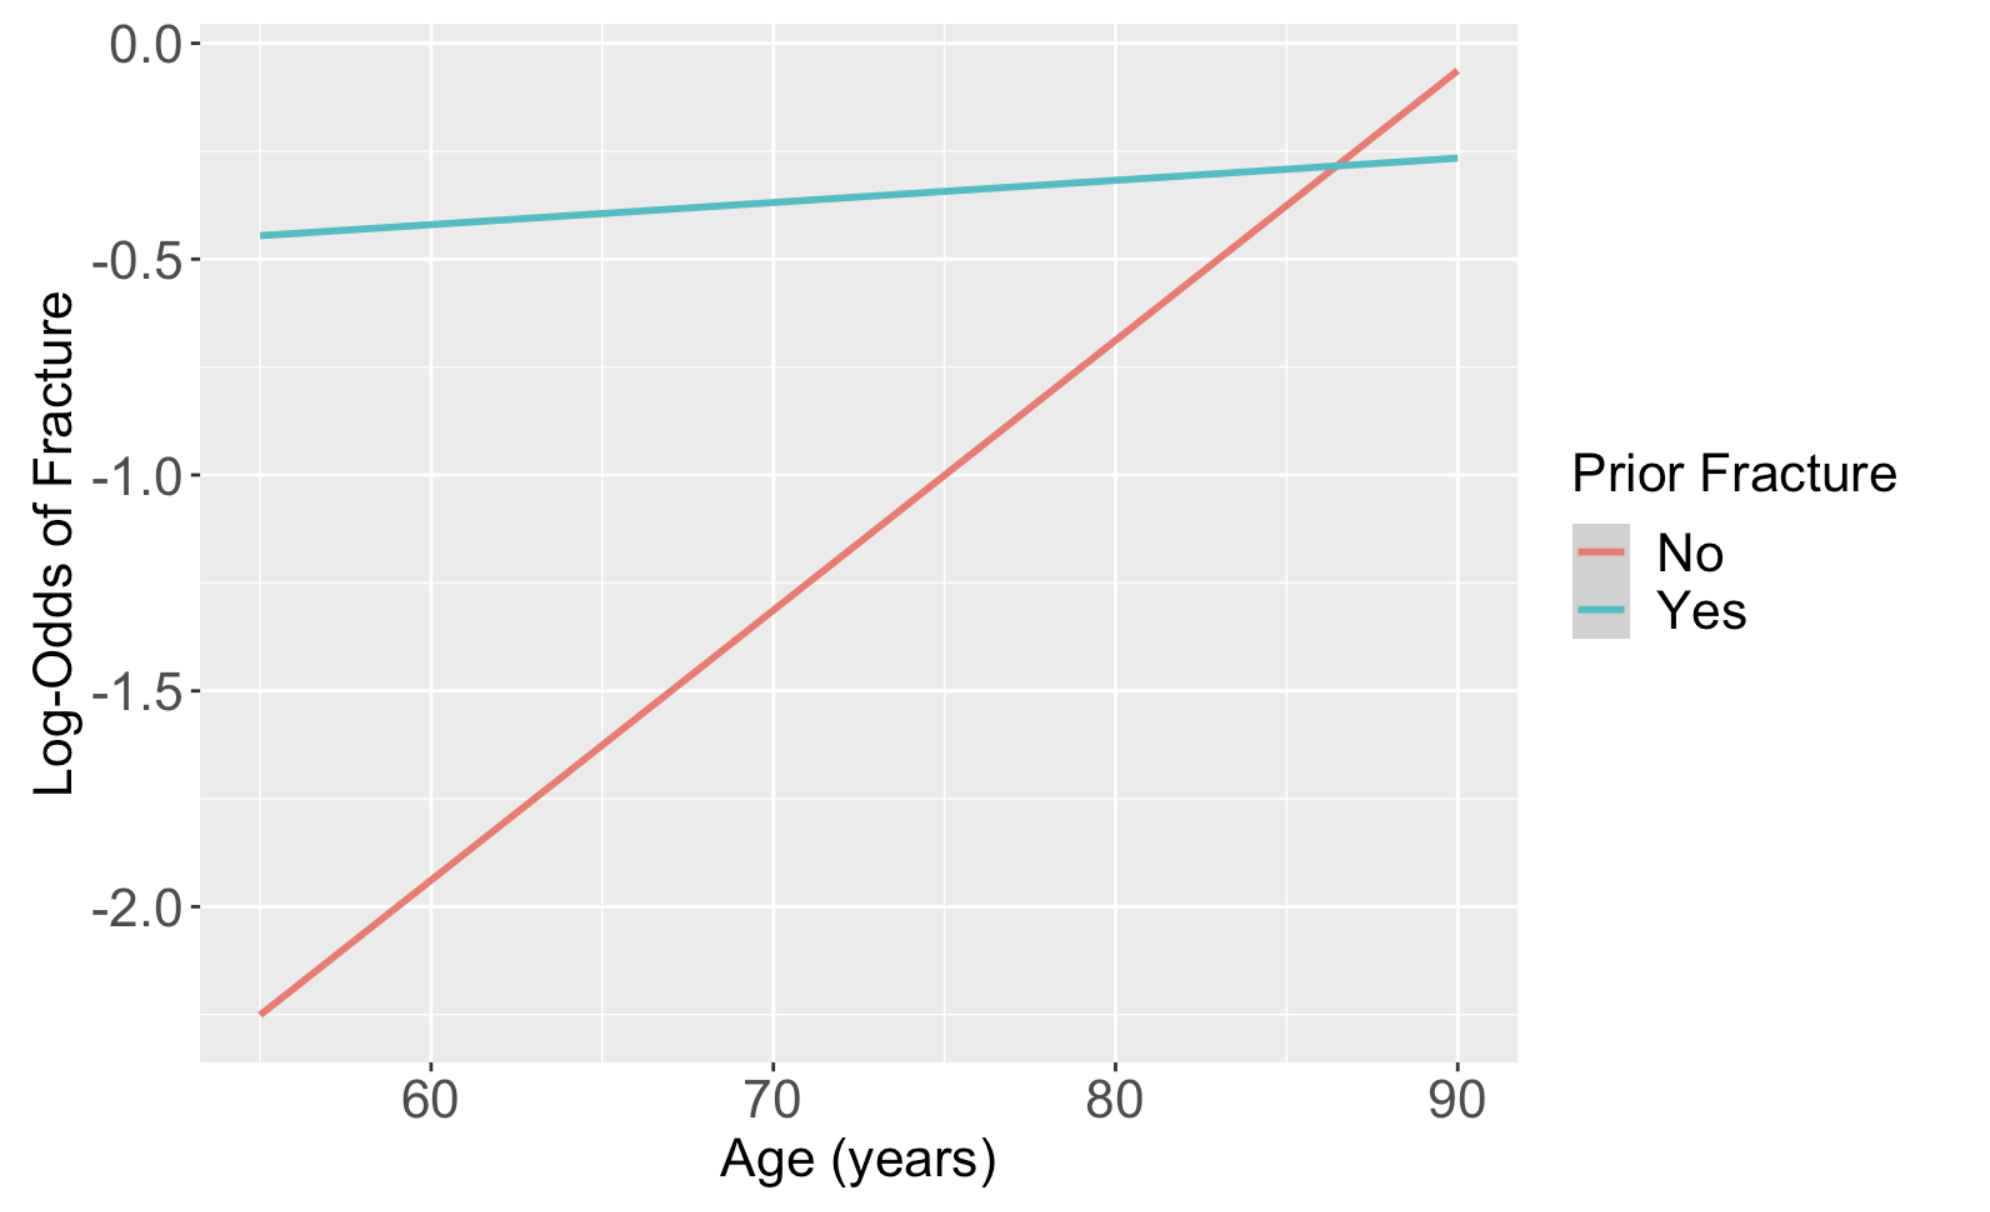 Log-Odds of Fracture
0.0
-0.5
-1.0
-1.5
-2.0
60 70 80 90
Age (years)
Prior Fracture
No
Yes